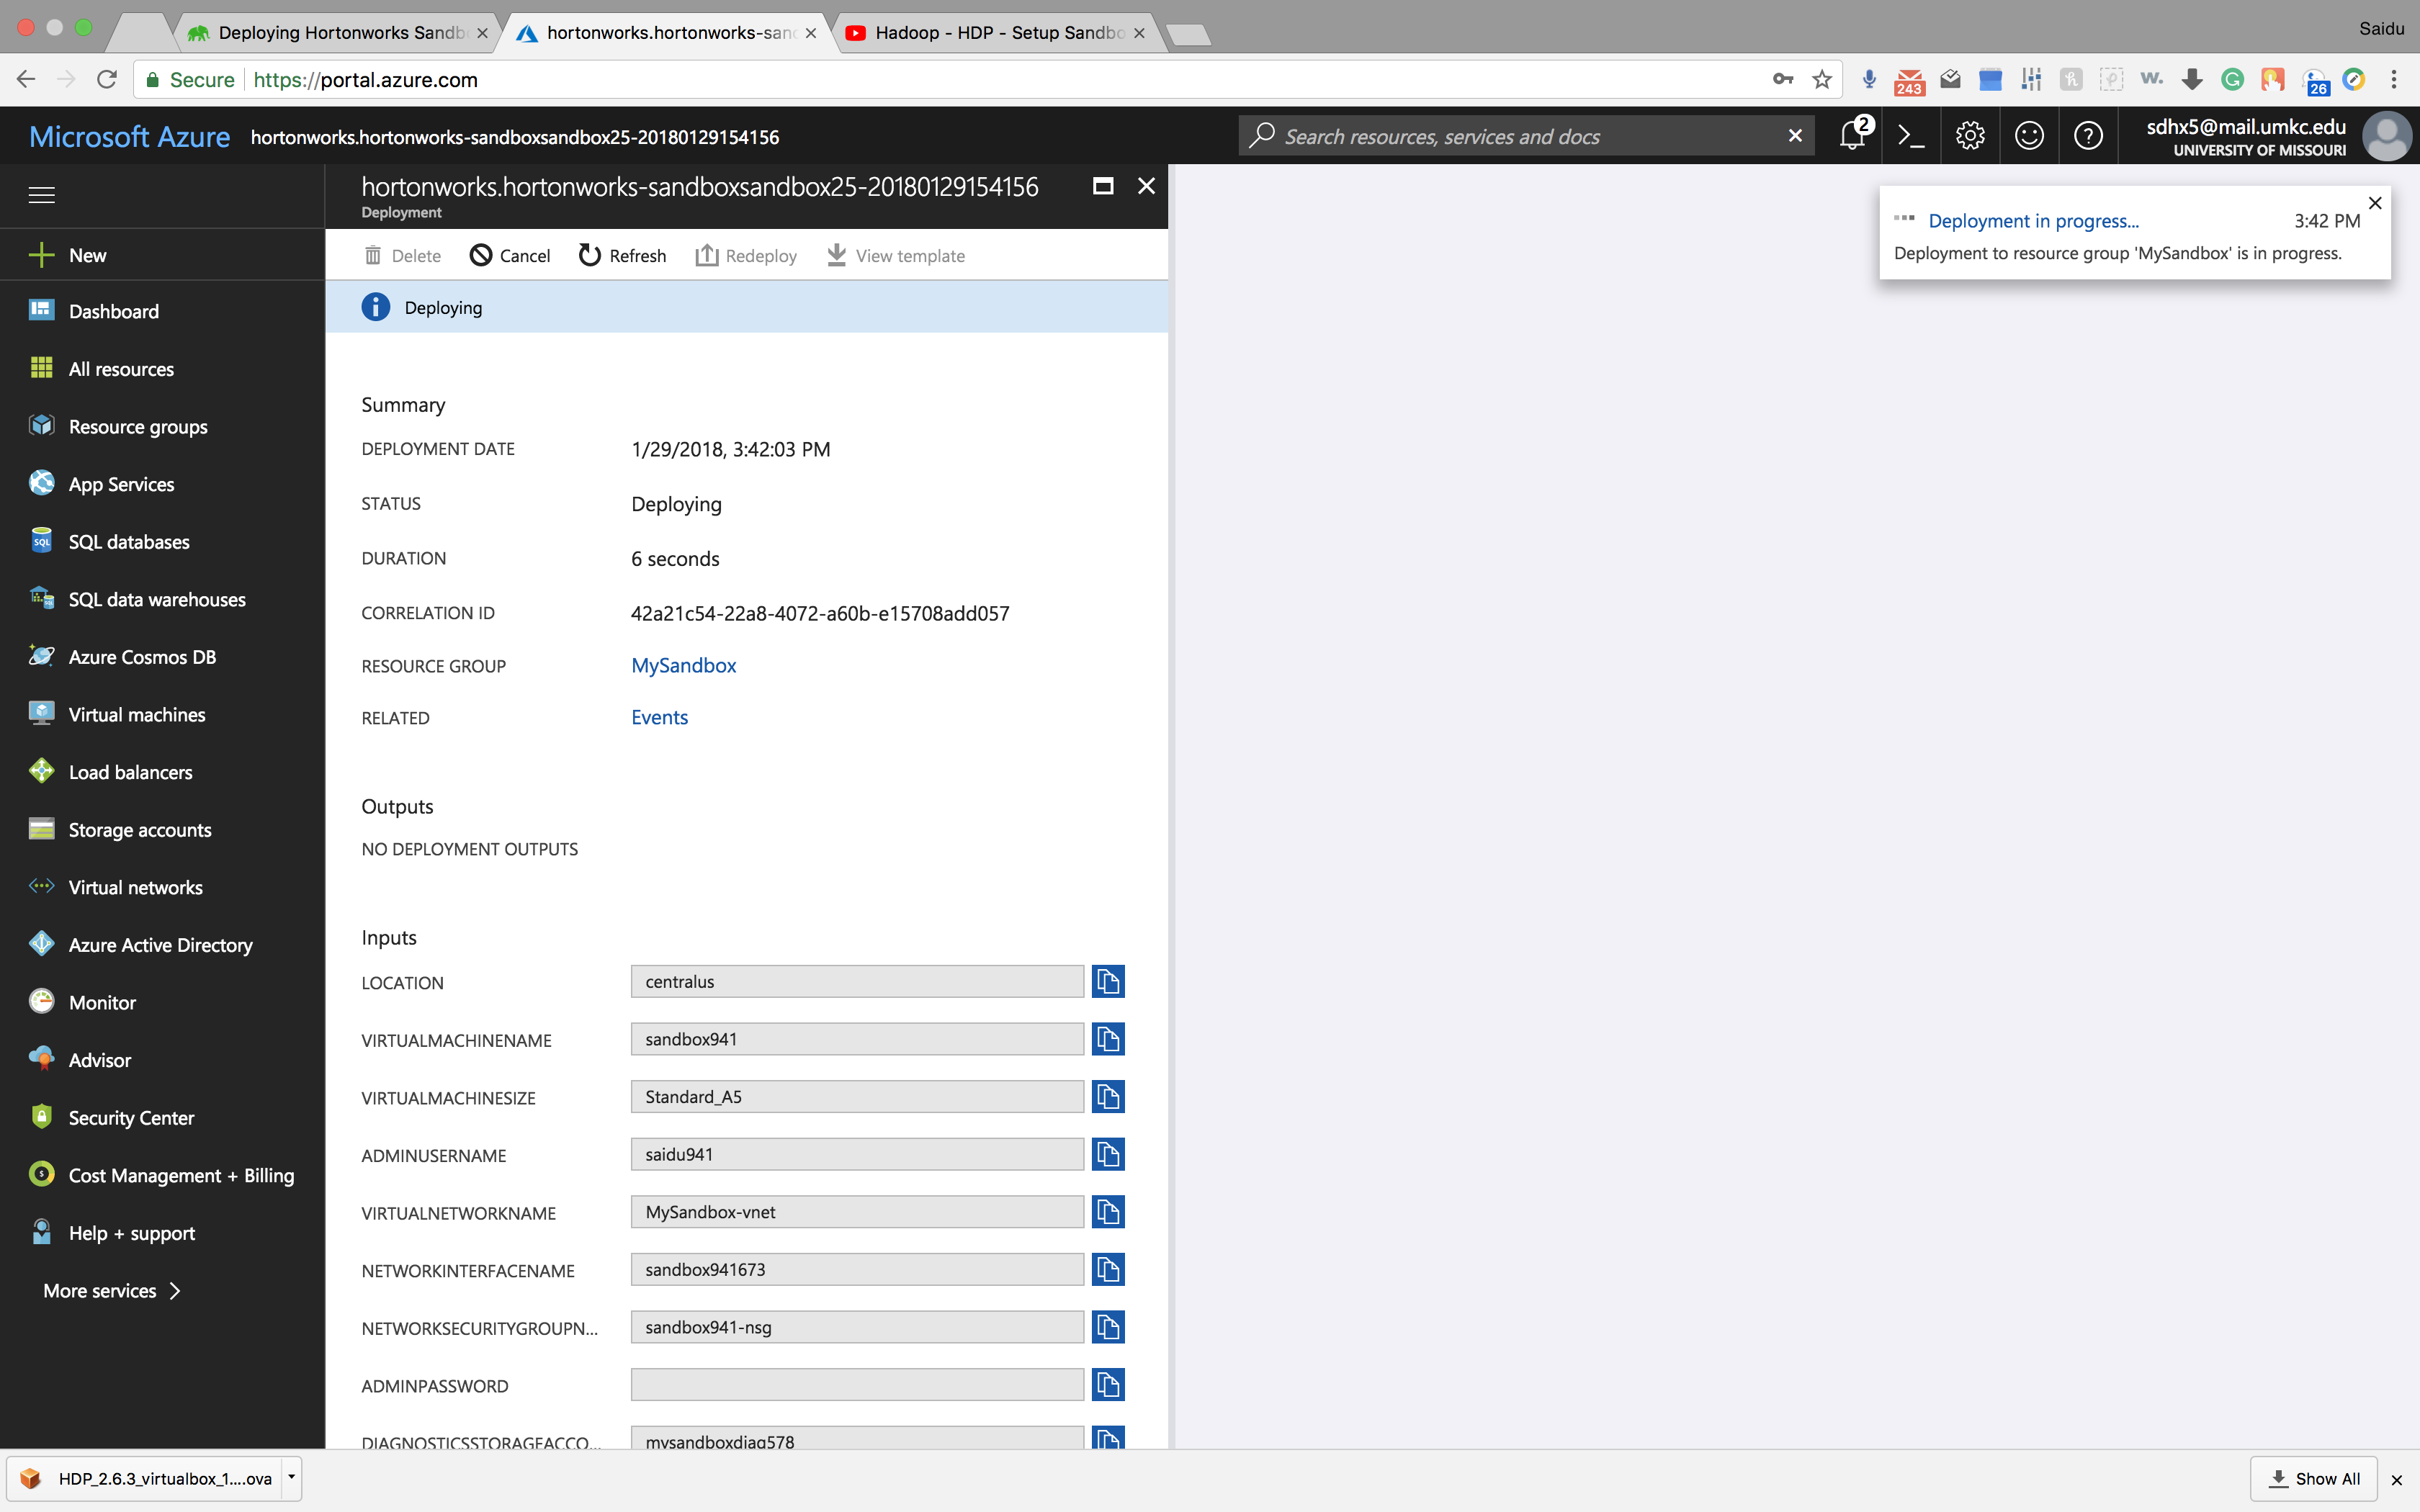 Deploying Hortonworks Sandb
hortonworks.hortonworks-sand
Hadoop - HDP - Setup Sandbo
Saidu
Secure
https://portal.azure.com
243
26
Microsoft Azure
hortonworks.hortonworks-sandboxsandbox25-20180129154156
Search resources, services and docs
2
sdhx5@mail.umkc.edu
UNIVERSITY OF MISSOURI
hortonworks.hortonworks-sandboxsandbox25-20180129154156
Deployment
Delete
Cancel
Refresh
Redeploy
View template
Deployment in progress...
3:42 PM
Deployment to resource group 'MySandbox' is in progress.
New
Dashboard
All resources
Resource groups
App Services
SQL databases
SQL data warehouses
Azure Cosmos DB
Virtual machines
Load balancers
Storage accounts
Virtual networks
Azure Active Directory
Monitor
Advisor
Security Center
Cost Management + Billing
Help + support
More services
Deploying
Summary
DEPLOYMENT DATE
1/29/2018, 3:42:03 PM
STATUS
Deploying
DURATION
6 seconds
CORRELATION ID
42a21c54-22a8-4072-a60b-e15708add057
RESOURCE GROUP
MySandbox
RELATED
Events
Outputs
NO DEPLOYMENT OUTPUTS
Inputs
LOCATION
centralus
VIRTUALMACHINENAME
sandbox941
VIRTUALMACHINESIZE
Standard_A5
ADMINUSERNAME
saidu941
VIRTUALNETWORKNAME
MySandbox-vnet
NETWORKINTERFACENAME
sandbox941673
NETWORKSECURITYGROUPN...
sandbox941-nsg
ADMINPASSWORD
DIAGNOSTICSSTORAGEACCO...
mysandboxdiag578
HDP_2.6.3_virtualbox_1....ova
Show All